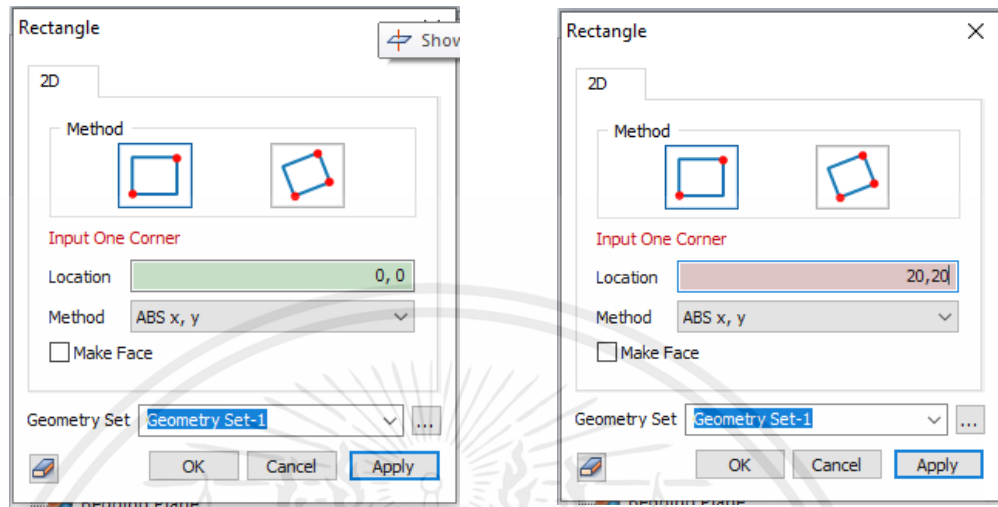 Rectangle
Show
2D
Method
Input One Corner
Location 0, 0
Method ABS x, y
Make Face
Geometry Set Geometry Set-1 ...
OK Cancel Apply
Rectangle
2D
Method
Input One Corner
Location 20,20
Method ABS x, y
Make Face
Geometry Set Geometry Set-1 ...
OK Cancel Apply